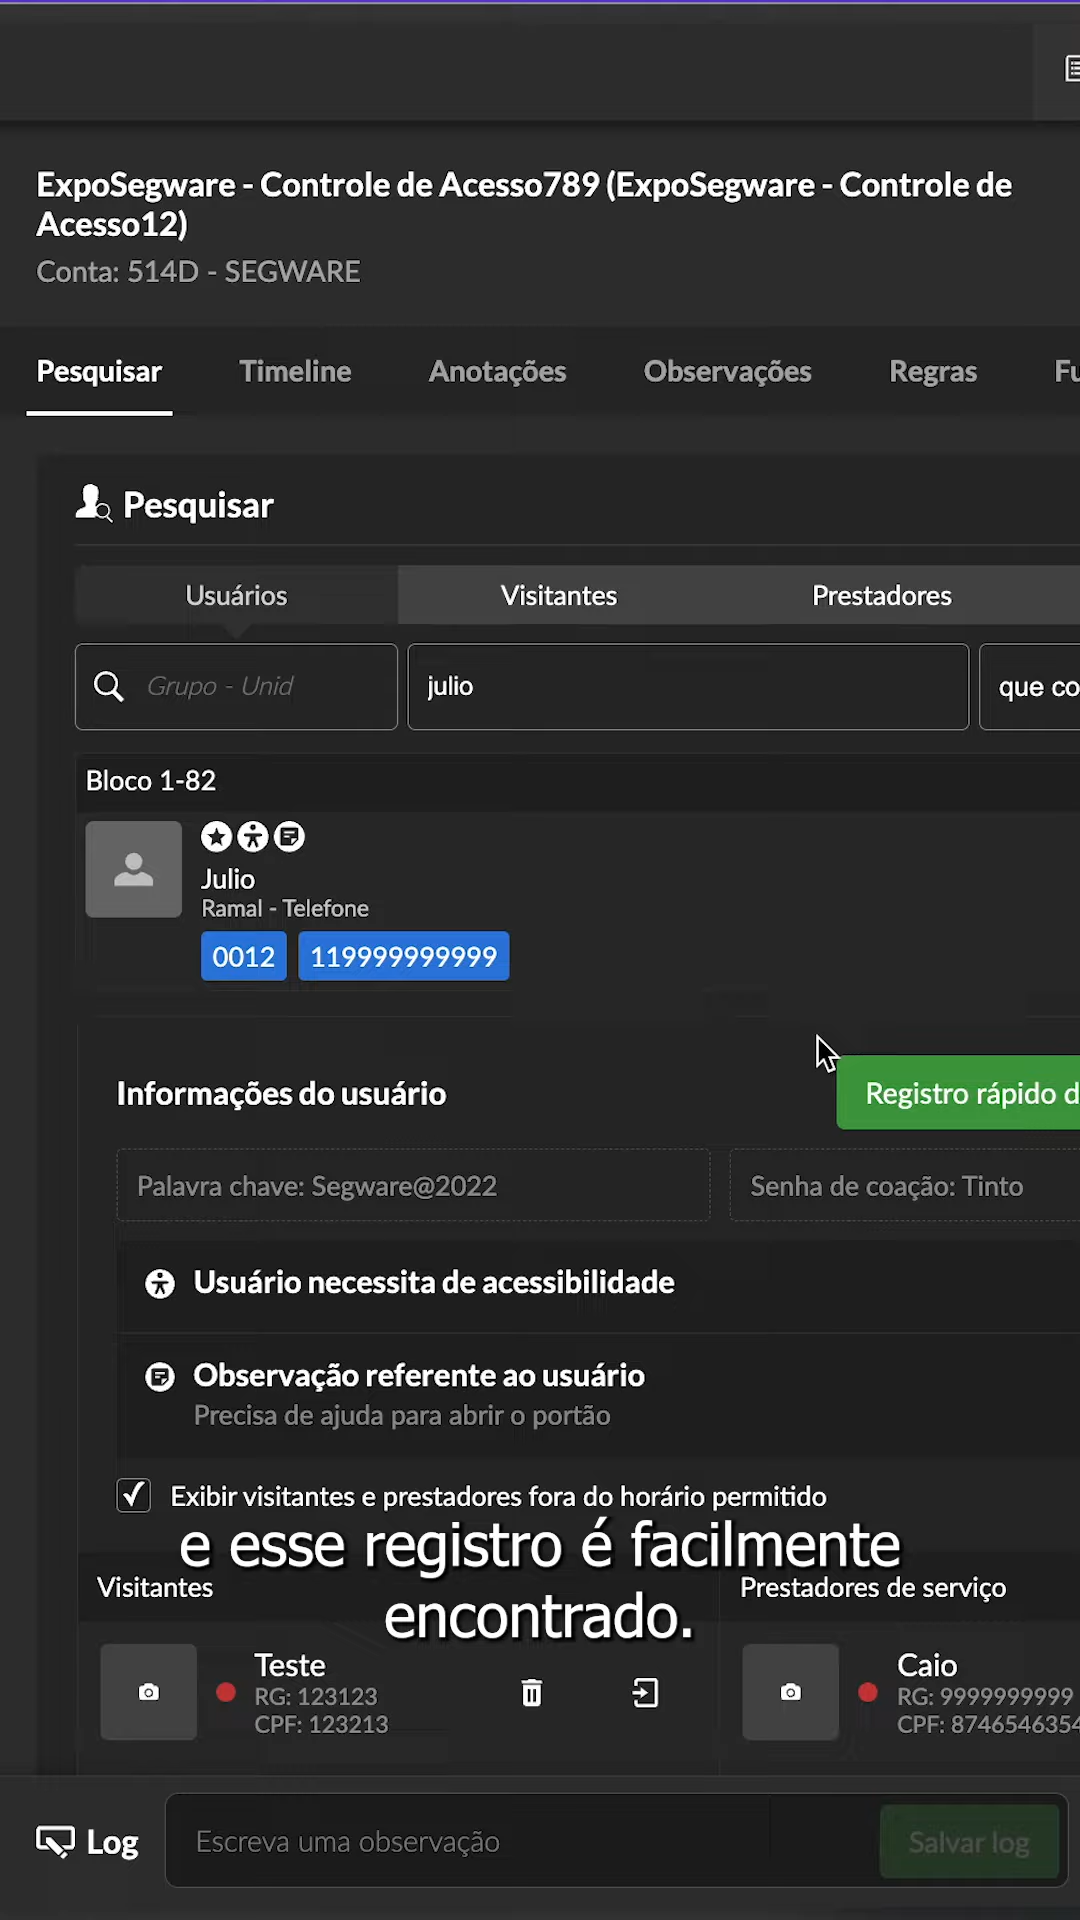 ExpoSegware - Controle de Acesso789 (ExpoSegware - Controle de
Acesso12)
Conta: 514D - SEGWARE
Pesquisar Timeline Anotações Observações Regras Fu
Pesquisar
Usuários Visitantes Prestadores
Grupo - Unid julio que co
Bloco 1-82
Julio
Ramal - Telefone
0012 119999999999
Informações do usuário Registro rápido d
Palavra chave: Segware@2022 Senha de coação: Tinto
Usuário necessita de acessibilidade
Observação referente ao usuário
Precisa de ajuda para abrir o portão
Exibir visitantes e prestadores fora do horário permitido
e esse registro é facilmente
encontrado.
Visitantes Prestadores de serviço
Teste Caio
RG: 123123 RG: 9999999999
CPF: 123213 CPF: 8746546354
Log Escreva uma observação Salvar log